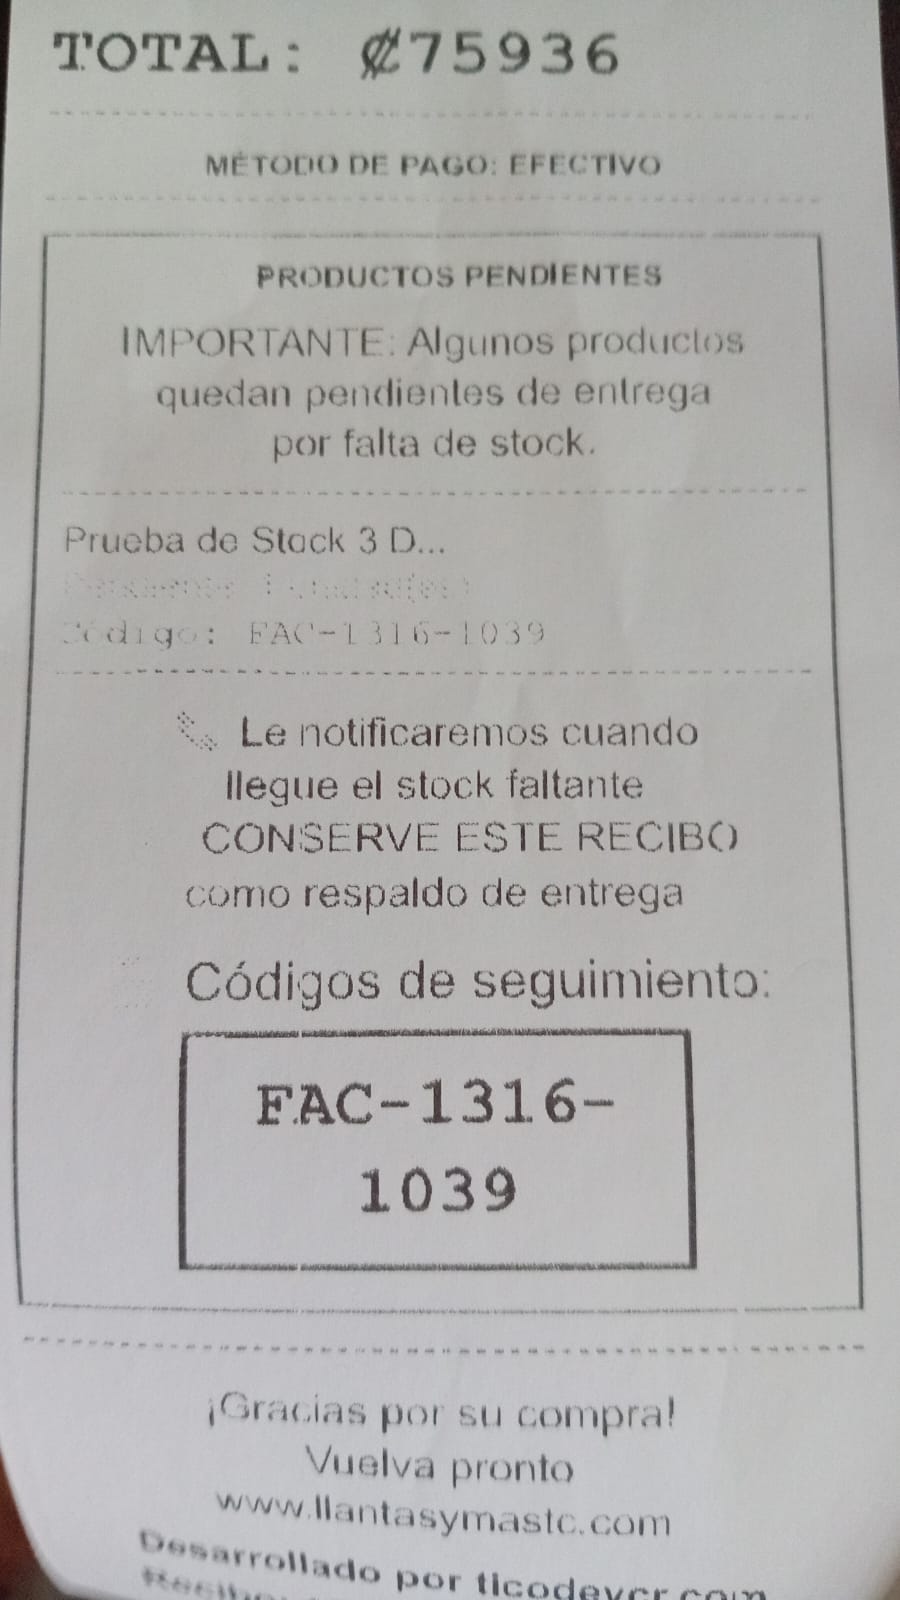 TOTAL: ₡75936
MÉTODO DE PAGO: EFECTIVO
PRODUCTOS PENDIENTES
IMPORTANTE: Algunos productos
quedan pendientes de entrega
por falta de stock.
Prueba de Stock 3 D...
Código: FAC-1316-1039
Le notificaremos cuando
llegue el stock faltante
CONSERVE ESTE RECIBO
como respaldo de entrega
Códigos de seguimiento:
FAC-1316-
1039
¡Gracias por su compra!
Vuelva pronto
www.llantasymastc.com
Desarrollado por ticodevcr.com